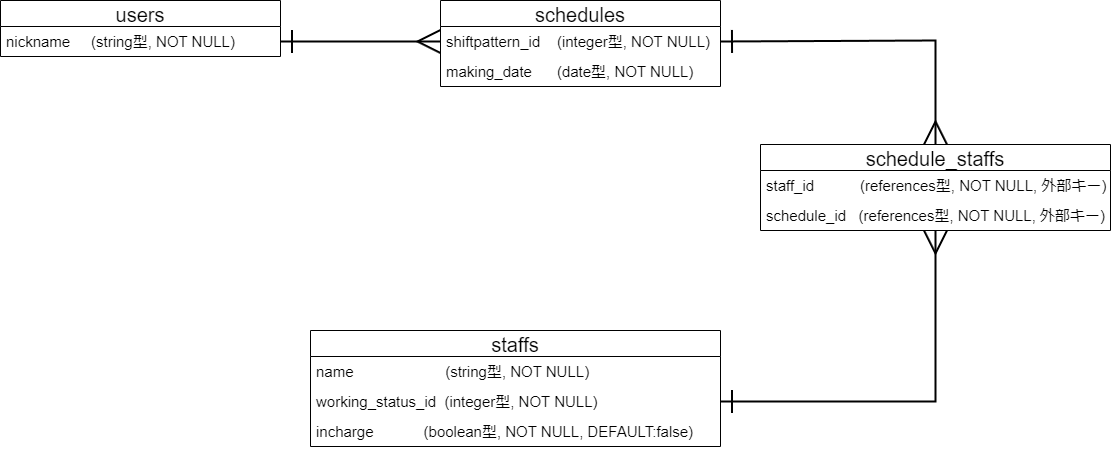 users
nickname (string型, NOT NULL)
schedules
shiftpattern_id (integer型, NOT NULL)
making_date (date型, NOT NULL)
schedule_staffs
staff_id (references型, NOT NULL, 外部キー)
schedule_id (references型, NOT NULL, 外部キー)
staffs
name (string型, NOT NULL)
working_status_id (integer型, NOT NULL)
incharge (boolean型, NOT NULL, DEFAULT:false)